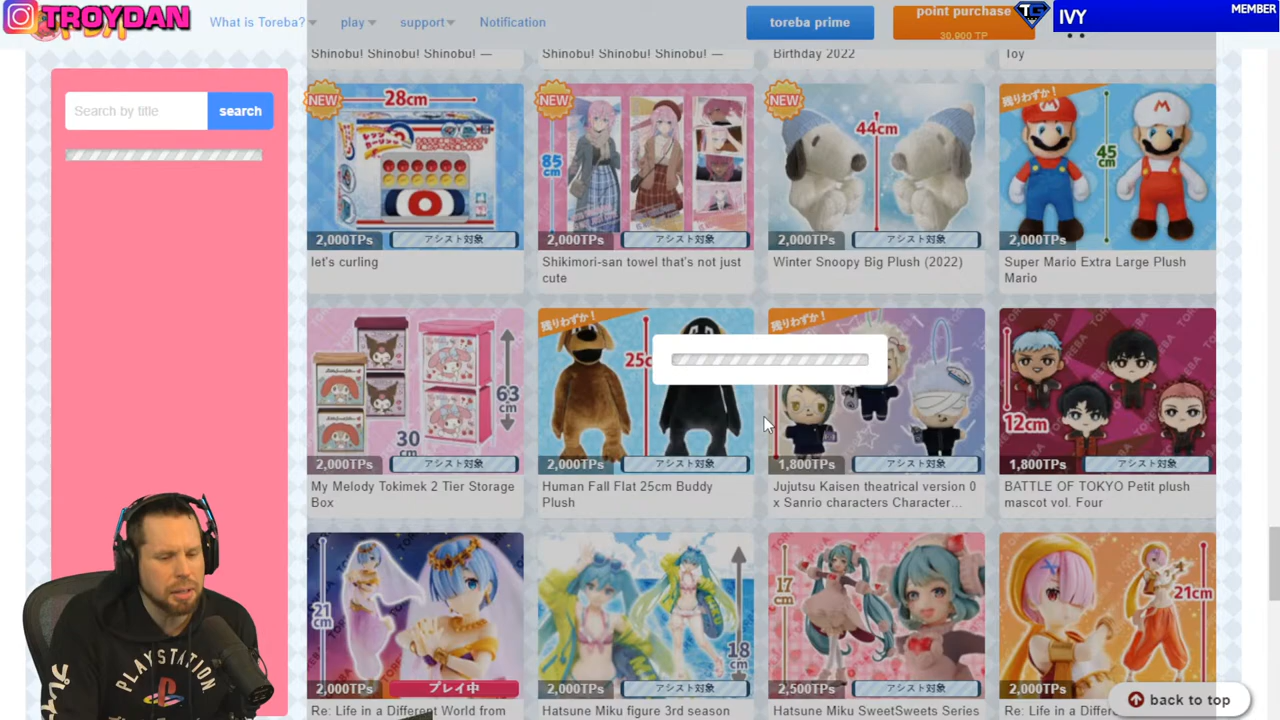 TROYDAN
What is Toreba?
play
support
Notification
toreba prime
point purchase
30,900 TP
TG
IVY
MEMBER
Search by title
search
Shinobu! Shinobu! Shinobu! —
Shinobu! Shinobu! Shinobu! —
Birthday 2022
Toy
NEW
28cm
2,000TPs
アシスト対象
let's curling
NEW
85
cm
2,000TPs
アシスト対象
Shikimori-san towel that's not just
cute
NEW
44cm
2,000TPs
アシスト対象
Winter Snoopy Big Plush (2022)
残りわずか！
45
cm
2,000TPs
Super Mario Extra Large Plush
Mario
63
cm
30
cm
2,000TPs
アシスト対象
My Melody Tokimek 2 Tier Storage
Box
残りわずか！
2,000TPs
アシスト対象
Human Fall Flat 25cm Buddy
Plush
残りわずか！
1,800TPs
アシスト対象
Jujutsu Kaisen theatrical version 0
x Sanrio characters Character...
12cm
1,800TPs
アシスト対象
BATTLE OF TOKYO Petit plush
mascot vol. Four
21
cm
2,000TPs
プレイ中
Re: Life in a Different World from
18
cm
2,000TPs
アシスト対象
Hatsune Miku figure 3rd season
17
cm
2,500TPs
アシスト対象
Hatsune Miku SweetSweets Series
21cm
2,000TPs
Re: Life in a Different World from
back to top
PLAYSTATION